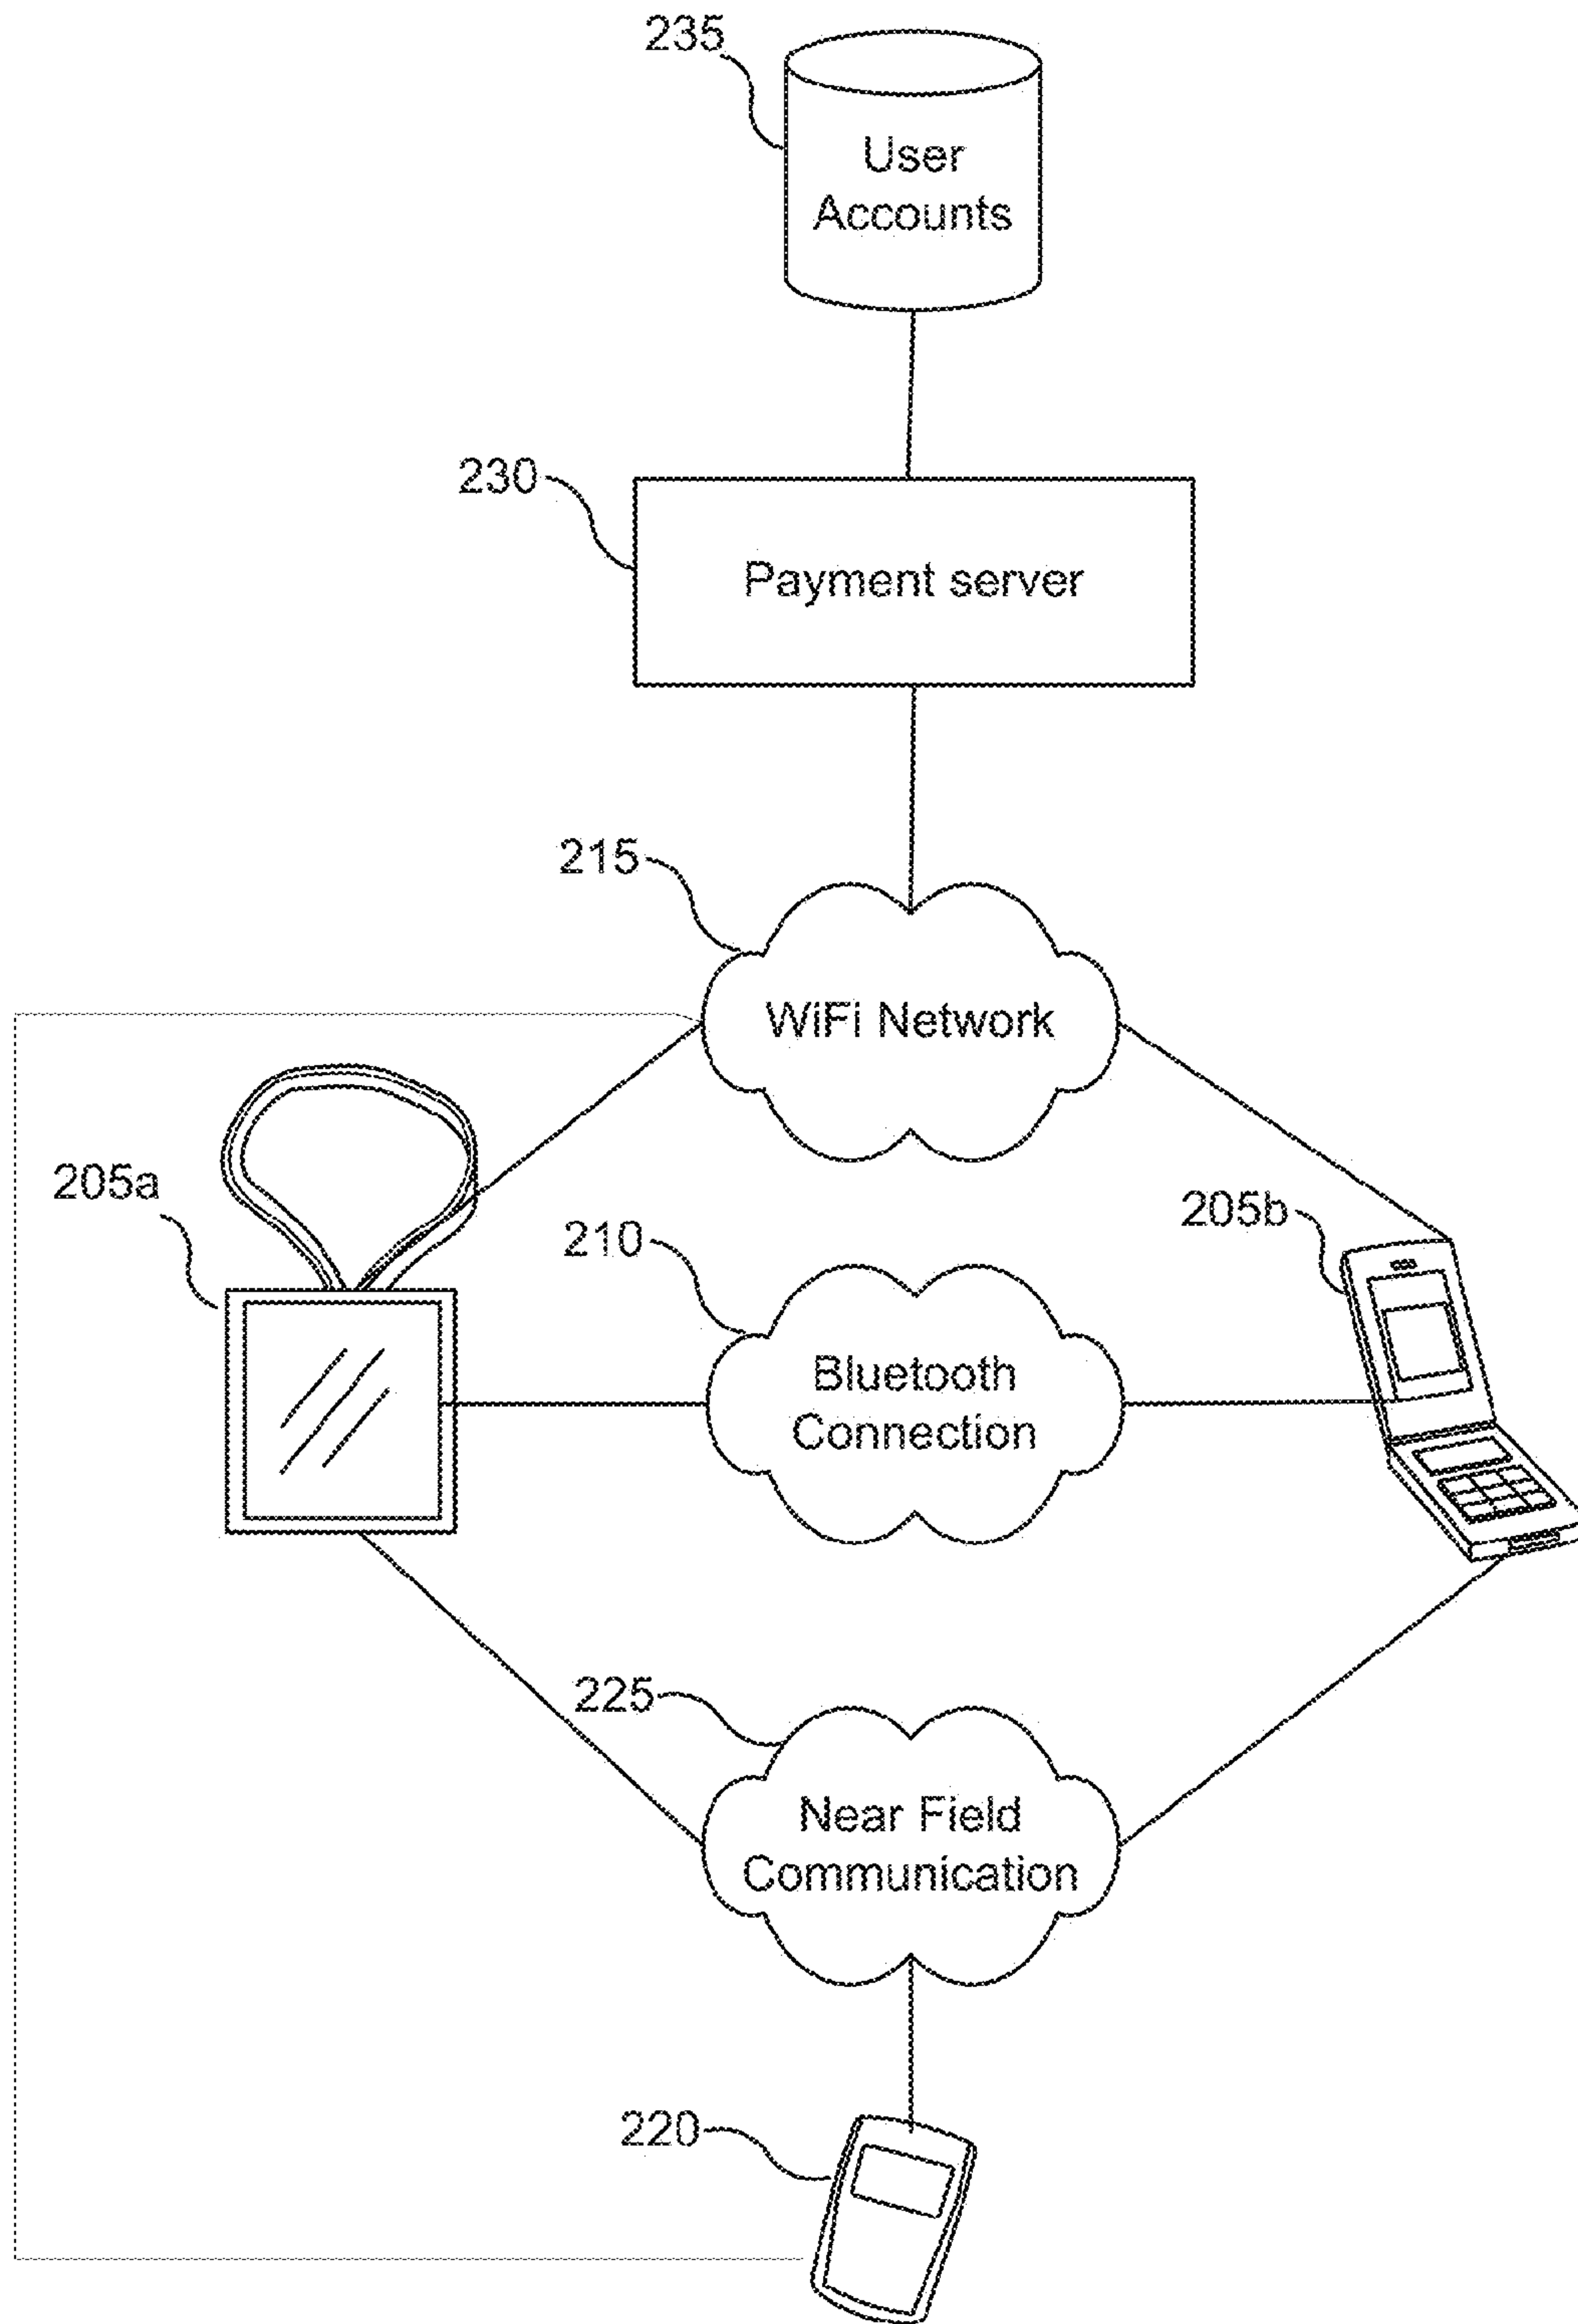 235
User
Accounts
230
Payment server
215
WiFi Network
205a
210
205b
Bluetooth
Connection
225
Near Field
Communication
220